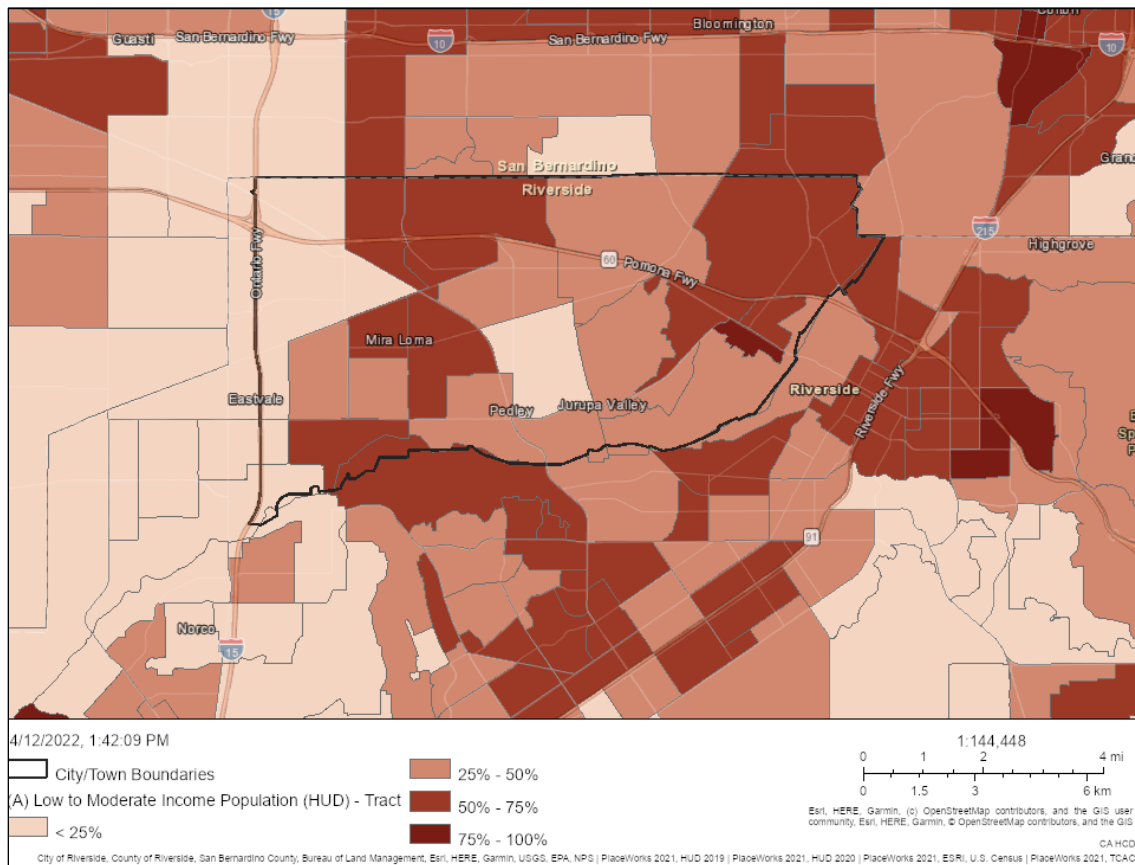 Bloomington
Guasti
San Bernardino Fwy
15
10
San Bernardino Fwy
10
San Bernardino
Riverside
Ontario Fwy
60
Pomona Fwy
215
Highgrove
Mira Loma
Eastvale
Riverside
Riverside Fwy
Pedley
Jurupa Valley
91
Norco
15
4/12/2022, 1:42:09 PM
City/Town Boundaries
(A) Low to Moderate Income Population (HUD) - Tract
< 25%
25% - 50%
50% - 75%
75% - 100%
1:144,448
0 1 2 4 mi
0 1.5 3 6 km
Esri, HERE, Garmin, (c) OpenStreetMap contributors, and the GIS user
community, Esri, HERE, Garmin, © OpenStreetMap contributors, and the GIS
CA HCD
City of Riverside, County of Riverside, San Bernardino County, Bureau of Land Management, Esri, HERE, Garmin, USGS, EPA, NPS | PlaceWorks 2021, HUD 2019 | PlaceWorks 2021, HUD 2020 | PlaceWorks 2021, ESRI, U.S. Census | PlaceWorks 2021, TCAC